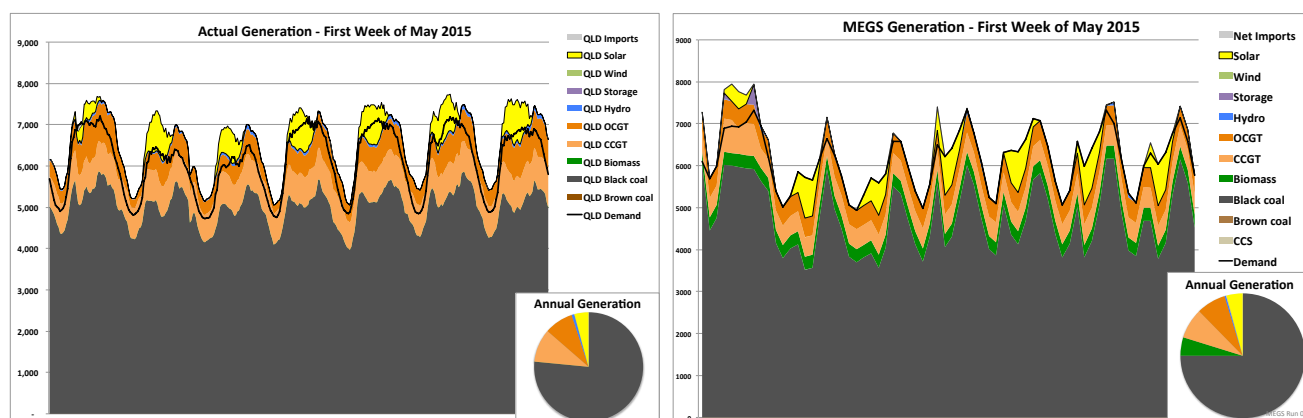 Actual Generation - First Week of May 2015
9,000
8,000
7,000
6,000
5,000
4,000
3,000
2,000
1,000
-
QLD Imports
QLD Solar
QLD Wind
QLD Storage
QLD Hydro
QLD OCGT
QLD CCGT
QLD Biomass
QLD Black coal
QLD Brown coal
QLD Demand
Annual Generation
MEGS Generation - First Week of May 2015
9000
8000
7000
6000
5000
4000
3000
2000
1000
0
Net Imports
Solar
Wind
Storage
Hydro
OCGT
CCGT
Biomass
Black coal
Brown coal
CCS
Demand
Annual Generation
MEGS Run